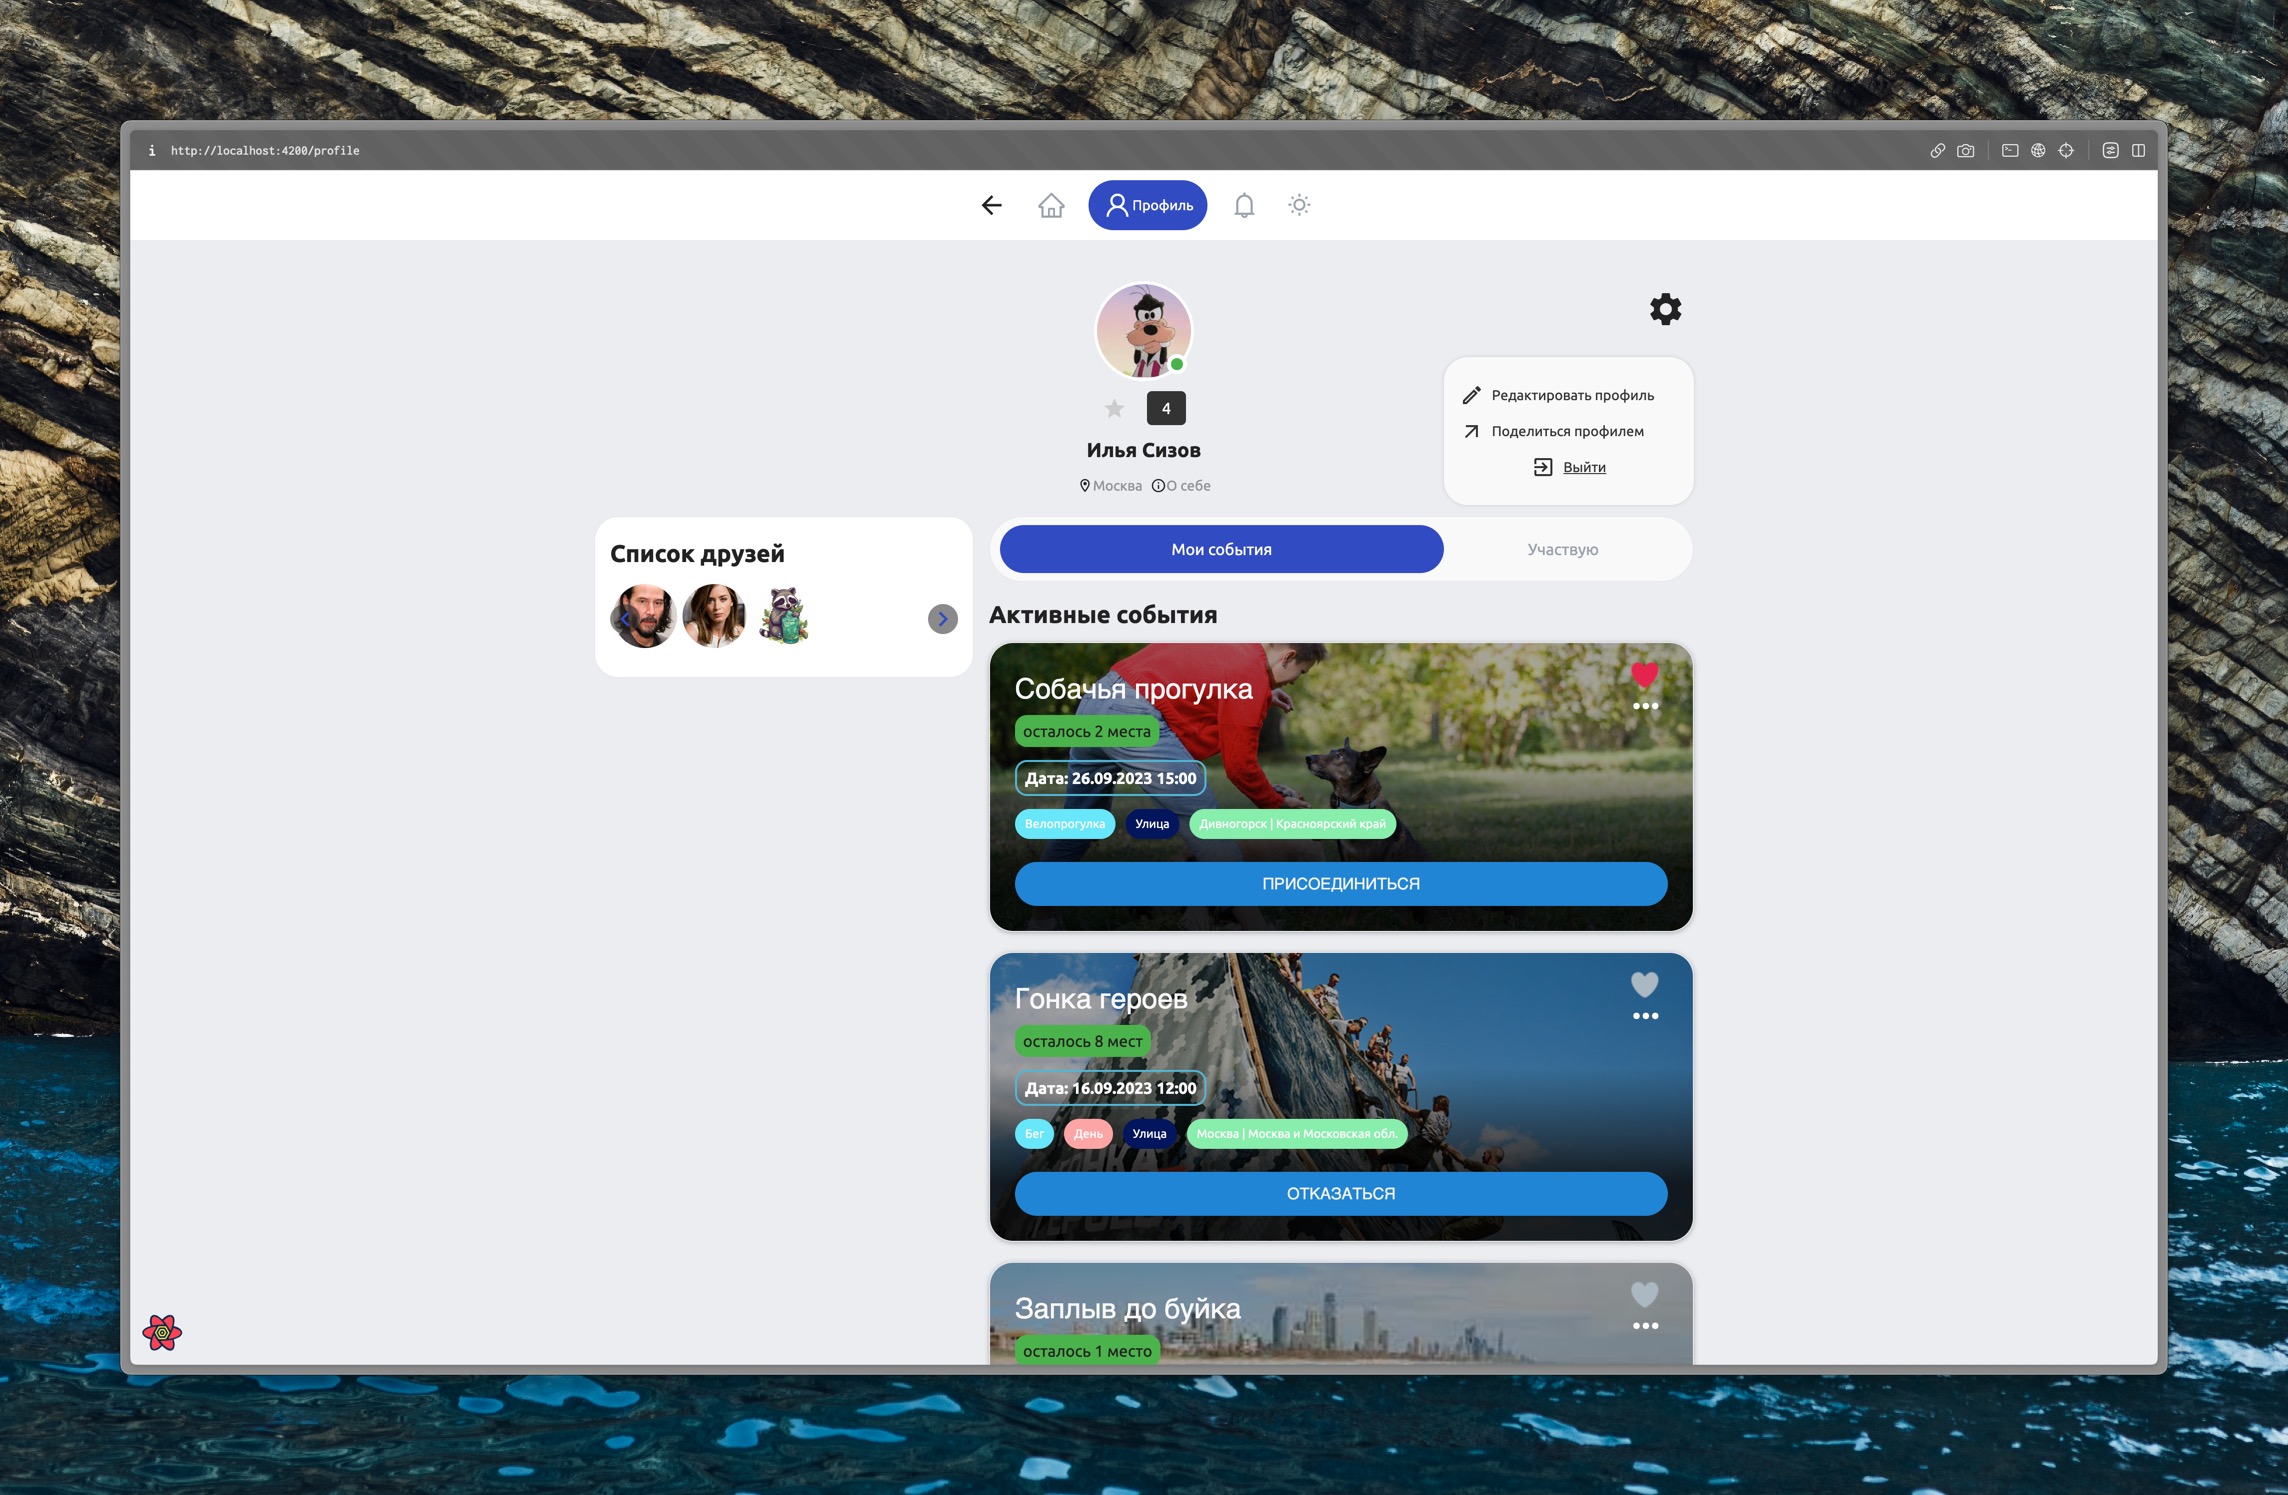 i http://localhost:4200/profile
Профиль
4
Илья Сизов
Москва О себе
Редактировать профиль
Поделиться профилем
Выйти
Список друзей
Мои события Участвую
Активные события
Собачья прогулка
осталось 2 места
Дата: 26.09.2023 15:00
Велопрогулка Улица Дивногорск | Красноярский край
ПРИСОЕДИНИТЬСЯ
Гонка героев
осталось 8 мест
Дата: 16.09.2023 12:00
Бег День Улица Москва | Москва и Московская обл.
ОТКАЗАТЬСЯ
Заплыв до буйка
осталось 1 место